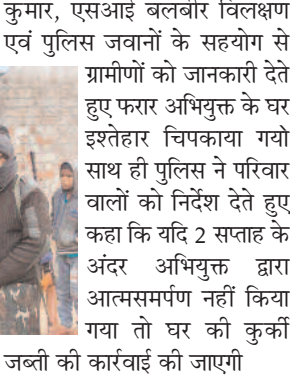 कुमार, एसआई बलबीर विलक्षण
एवं पुलिस जवानों के सहयोग से
ग्रामीणों को जानकारी देते
हुए फरार अभियुक्त के घर
इश्तेहार चिपकाया गयो
साथ ही पुलिस ने परिवार
वालों को निर्देश देते हुए
कहा कि यदि 2 सप्ताह के
अंदर अभियुक्त द्वारा
आत्मसमर्पण नहीं किया
गया तो घर की कुर्की
जब्ती की कार्रवाई की जाएगी